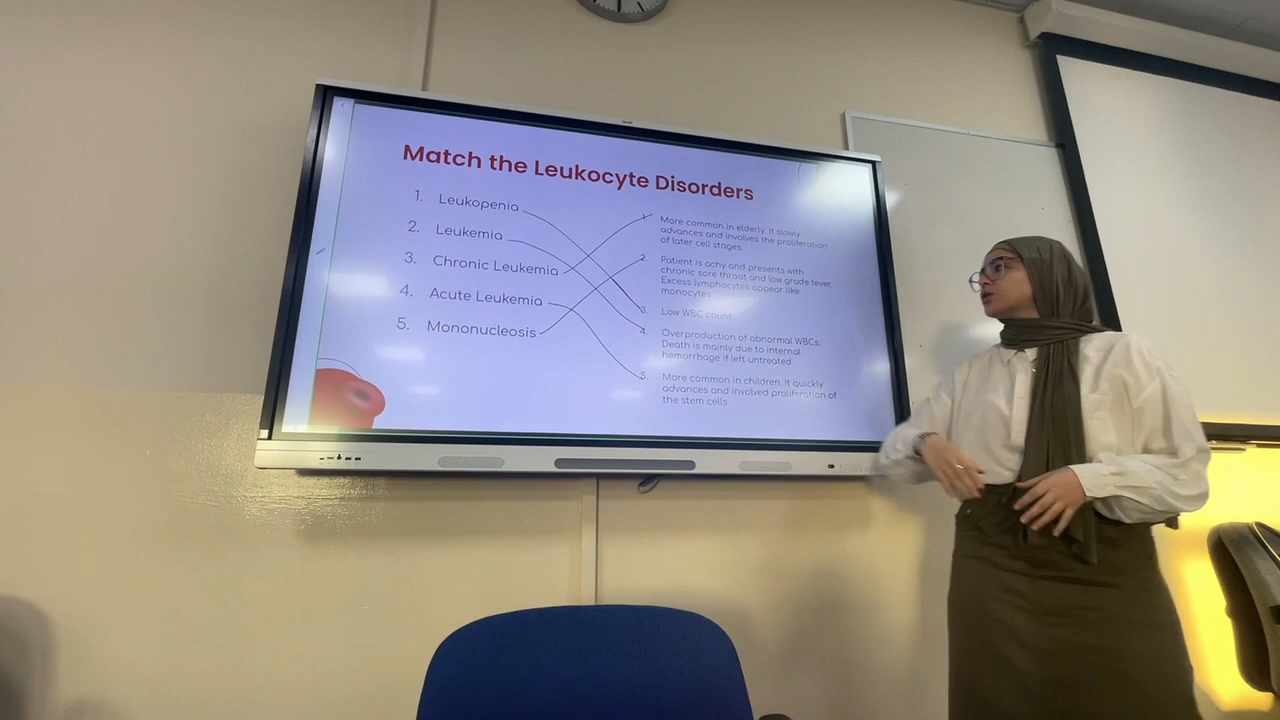 Match the Leukocyte Disorders
1. Leukopenia
2. Leukemia
3. Chronic Leukemia
4. Acute Leukemia
5. Mononucleosis
1. More common in elderly. It slowly
advances and involves the proliferation
of later cell stages
2. Patient is achy and presents with
chronic sore throat and low grade fever.
Excess lymphocytes appear like
monocytes
3. Low WBC count
4. Overproduction of abnormal WBCs.
Death is mainly due to internal
hemorrhage if left untreated
5. More common in children. It quickly
advances and involved proliferation of
the stem cells